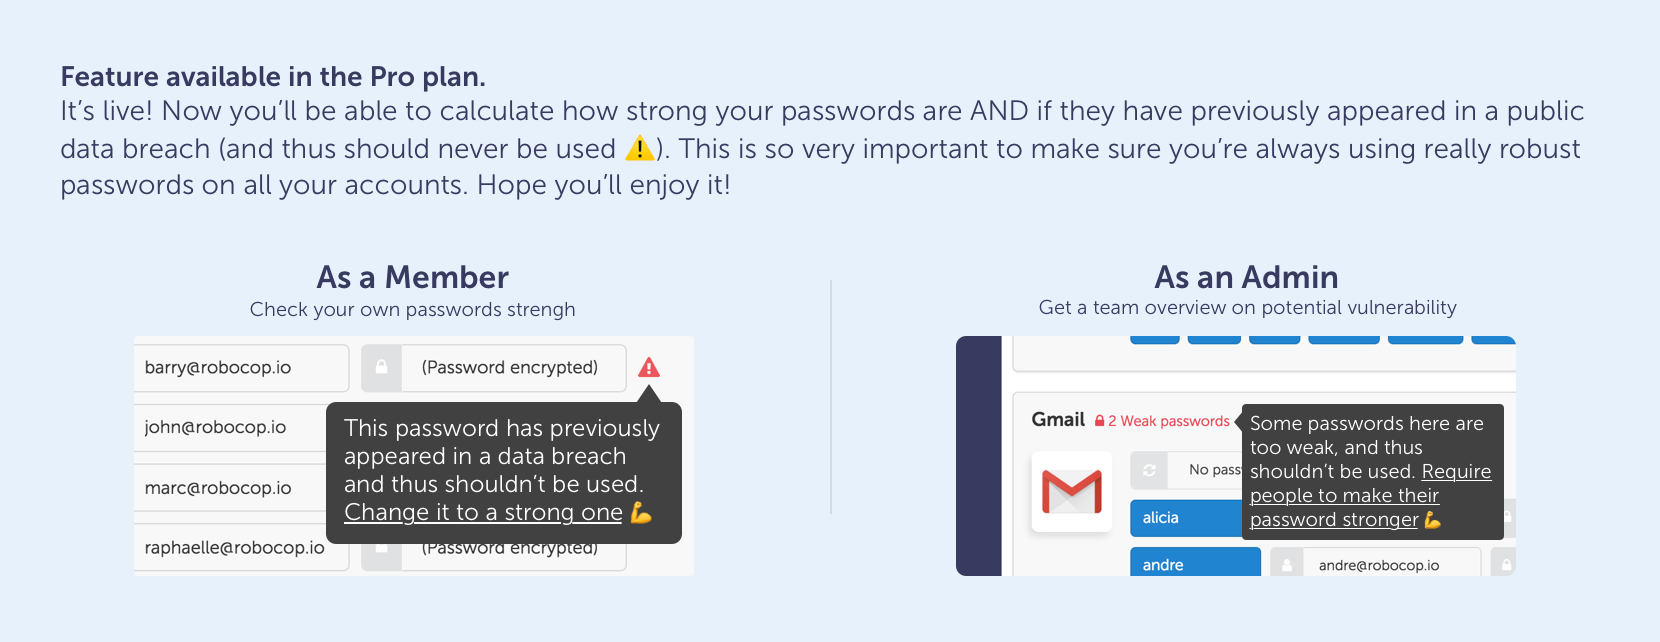 Feature available in the Pro plan.
It’s live! Now you’ll be able to calculate how strong your passwords are AND if they have previously appeared in a public
data breach (and thus should never be used ⚠️). This is so very important to make sure you’re always using really robust
passwords on all your accounts. Hope you’ll enjoy it!
As a Member
Check your own passwords strengh
barry@robocop.io
(Password encrypted)
john@robocop.io
marc@robocop.io
raphaelle@robocop.io
(Password encrypted)
This password has previously
appeared in a data breach
and thus shouldn’t be used.
Change it to a strong one 💪
As an Admin
Get a team overview on potential vulnerability
Gmail
2 Weak passwords
No
alicia
andre
andre@robocop.io
Some passwords here are
too weak, and thus
shouldn’t be used. Require
people to make their
password stronger 💪